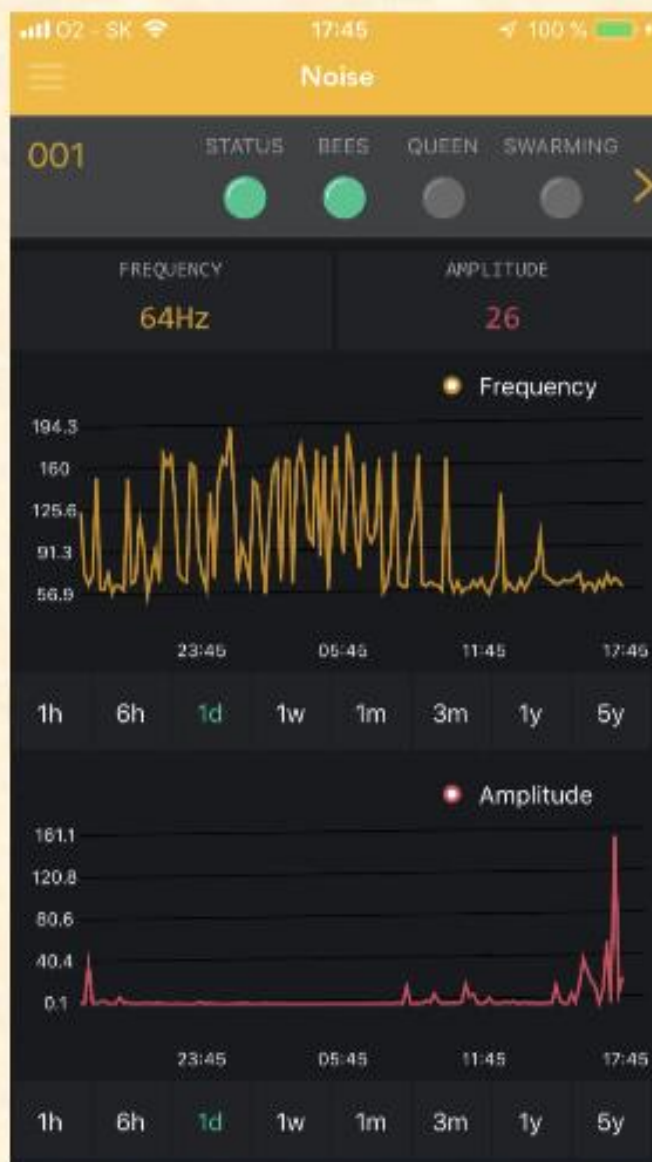 O2 - SK 17:45 100 %
Noise
001 STATUS BEES QUEEN SWARMING
FREQUENCY AMPLITUDE
64Hz 26
Frequency
194.3
160
125.6
91.3
56.9
23:45 05:45 11:45 17:45
1h 6h 1d 1w 1m 3m 1y 5y
Amplitude
161.1
120.8
80.6
40.4
0.1
23:45 05:45 11:45 17:45
1h 6h 1d 1w 1m 3m 1y 5y